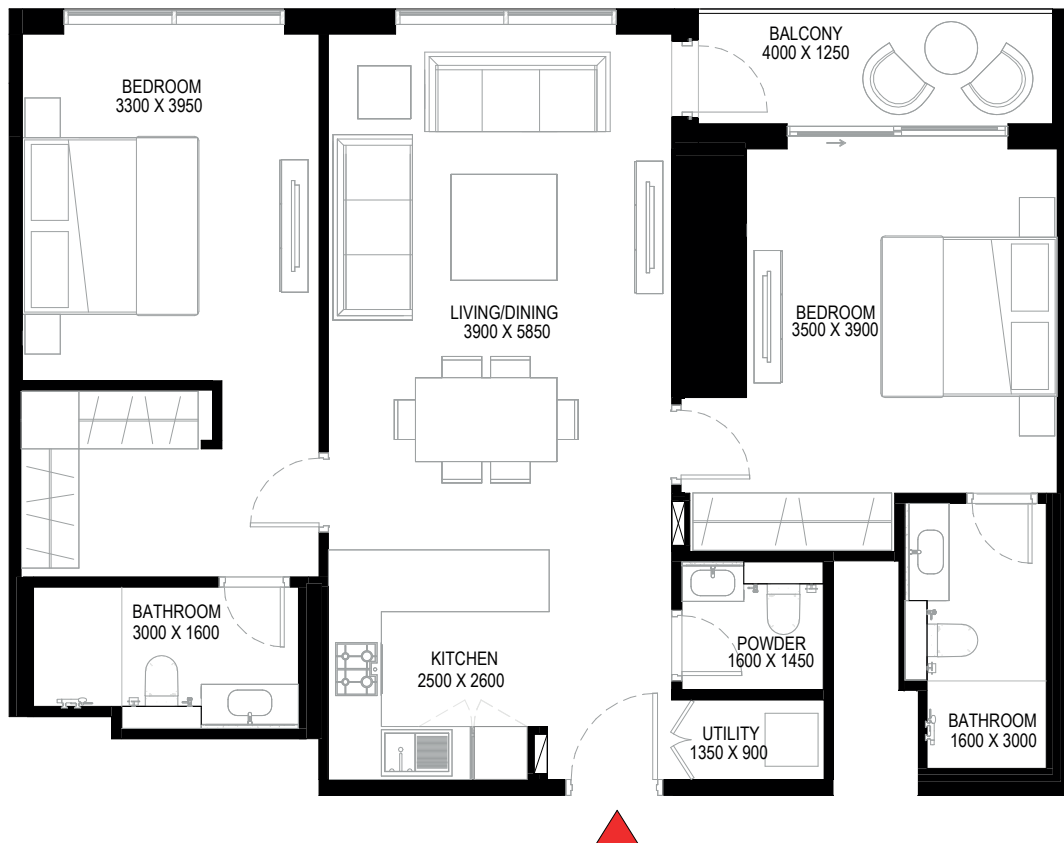 BALCONY
4000 X 1250
BEDROOM
3300 X 3950
LIVING/DINING
3900 X 5850
BEDROOM
3500 X 3900
BATHROOM
3000 X 1600
KITCHEN
2500 X 2600
POWDER
1600 X 1450
UTILITY
1350 X 900
BATHROOM
1600 X 3000